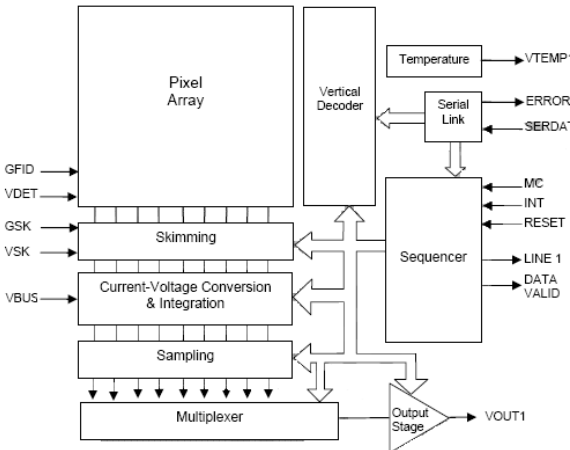 Pixel
Array
Vertical
Decoder
Temperature
VTEMP1
Serial
Link
ERROR
SERDAT
GFID
VDET
GSK
VSK
Skimming
Sequencer
MC
INT
RESET
LINE 1
DATA
VALID
VBUS
Current-Voltage Conversion
& Integration
Sampling
Multiplexer
Output
Stage
VOUT1